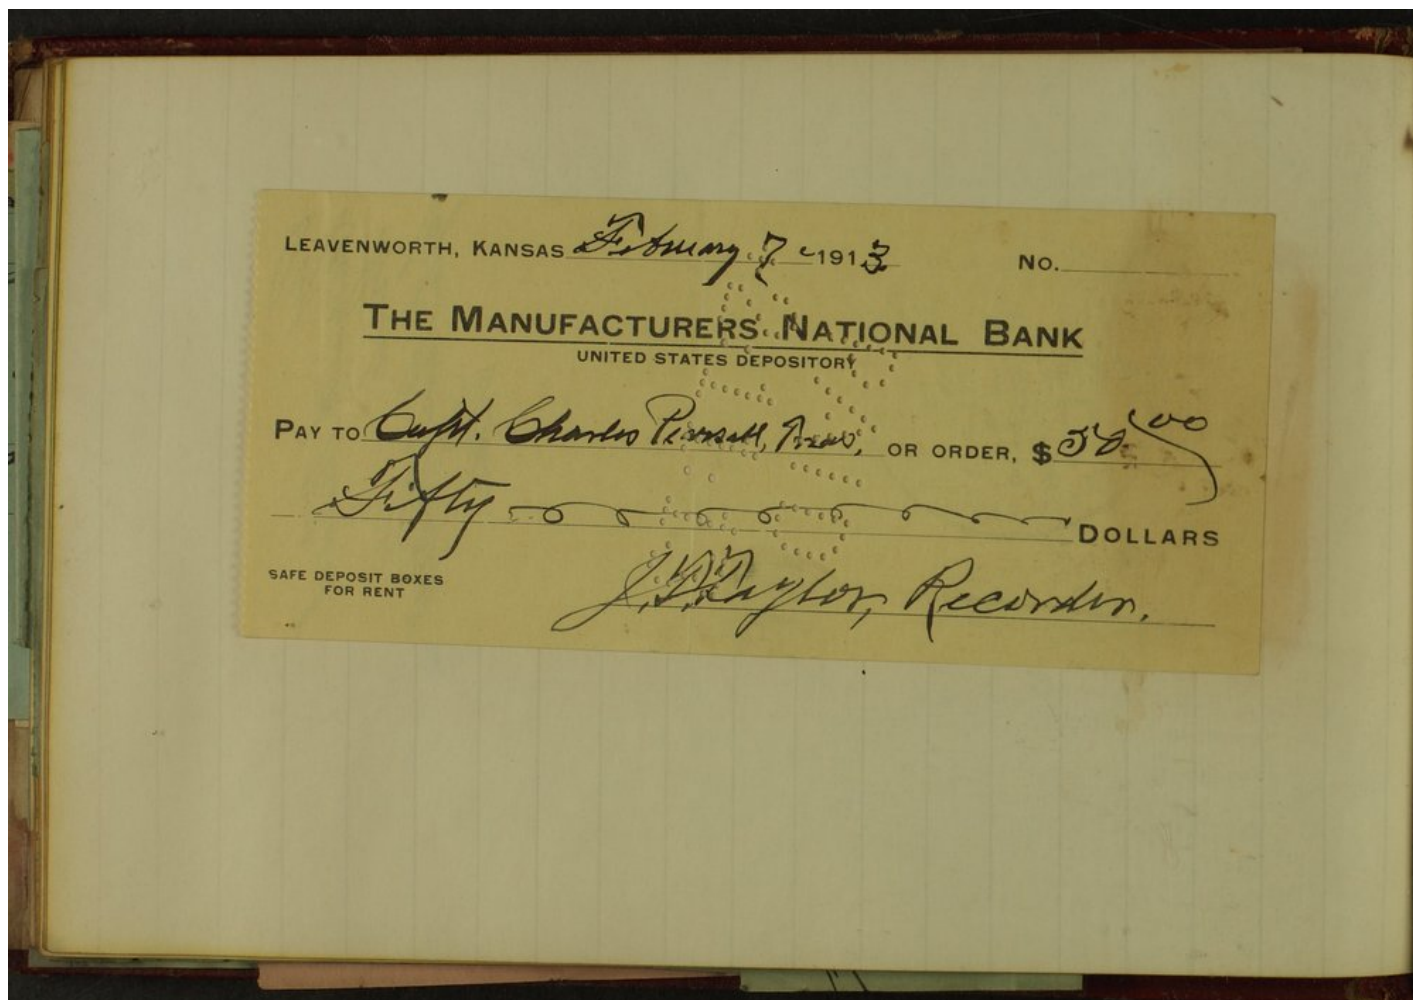 LEAVENWORTH, KANSAS February 7 1913 No.
THE MANUFACTURERS NATIONAL BANK
UNITED STATES DEPOSITORY
PAY TO Capt. Charles Pearsall, Treas, OR ORDER, $50.00
Fifty DOLLARS
SAFE DEPOSIT BOXES
FOR RENT
Taylor, Recorder.